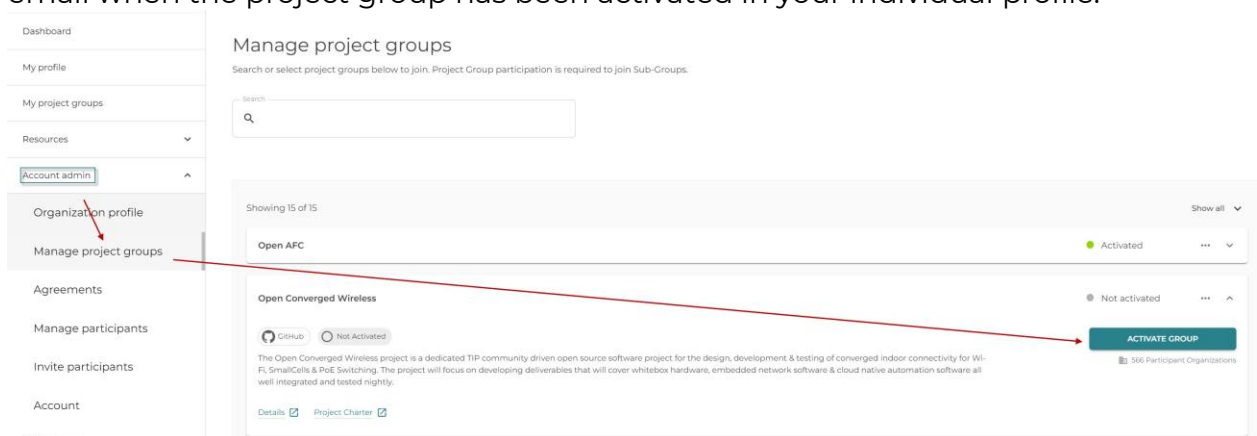 email when the project group has been activated in your individual profile.
Dashboard
My profile
My project groups
Resources
Account admin
Organization profile
Manage project groups
Agreements
Manage participants
Invite participants
Account
Manage project groups
Search or select project groups below to join. Project Group participation is required to join Sub-Groups.
Search
Showing 15 of 15
Show all
Open AFC
Activated
Open Converged Wireless
Not activated
GitHub
Not Activated
ACTIVATE GROUP
566 Participant Organizations
The Open Converged Wireless project is a dedicated TIP community driven open source software project for the design, development & testing of converged indoor connectivity for Wi-
Fi, SmallCells & PoE Switching. The project will focus on developing deliverables that will cover whitebox hardware, embedded network software & cloud native automation software all
well integrated and tested nightly.
Details
Project Charter